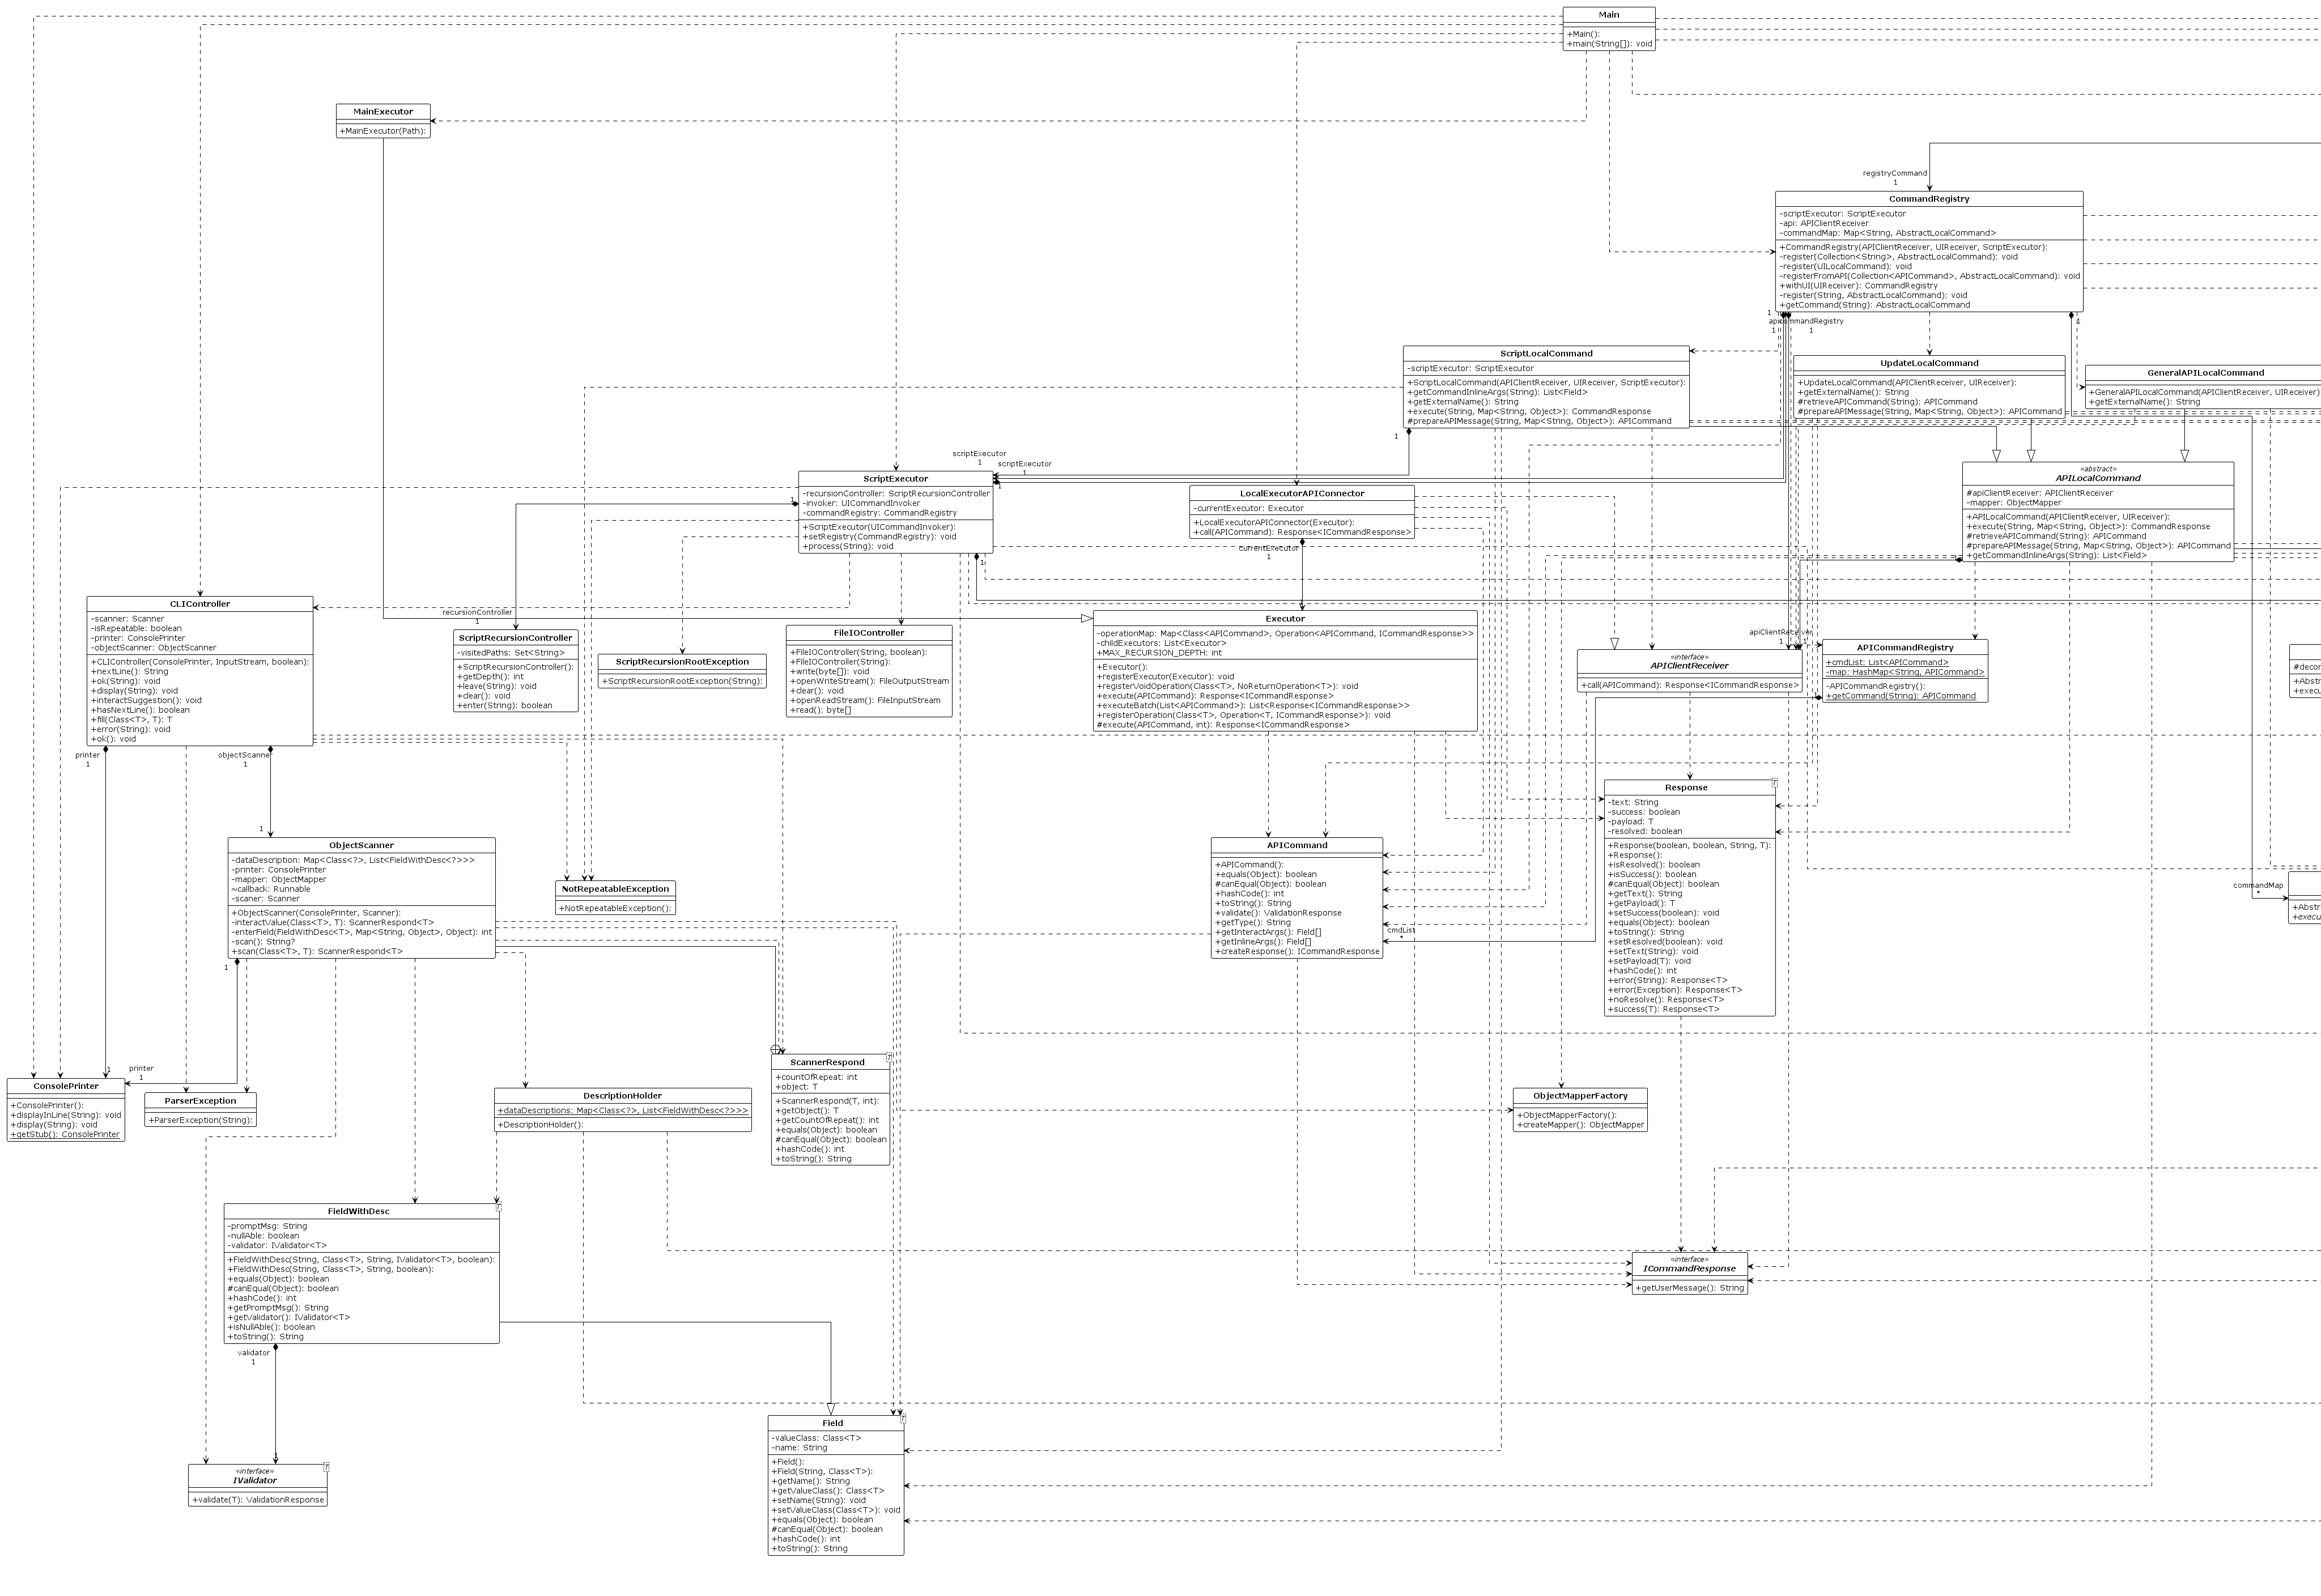 Main
+Main():
+main(String[]): void
MainExecutor
+MainExecutor(Path):
registryCommand
1
CommandRegistry
-scriptExecutor: ScriptExecutor
-api: APIClientReceiver
-commandMap: Map<String, AbstractLocalCommand>
+CommandRegistry(APIClientReceiver, UIReceiver, ScriptExecutor):
-register(Collection<String>, AbstractLocalCommand): void
-register(UILocalCommand): void
-registerFromAPI(Collection<APICommand>, AbstractLocalCommand): void
+withUI(UIReceiver): CommandRegistry
-register(String, AbstractLocalCommand): void
+getCommand(String): AbstractLocalCommand
1
commandRegistry
1
1
1
ScriptLocalCommand
-scriptExecutor: ScriptExecutor
+ScriptLocalCommand(APIClientReceiver, UIReceiver, ScriptExecutor):
+getCommandInlineArgs(String): List<Field>
+getExternalName(): String
+execute(String, Map<String, Object>): CommandResponse
#prepareAPIMessage(String, Map<String, Object>): APICommand
UpdateLocalCommand
+UpdateLocalCommand(APIClientReceiver, UIReceiver):
+getExternalName(): String
#retrieveAPICommand(String): APICommand
#prepareAPIMessage(String, Map<String, Object>): APICommand
GeneralAPILocalCommand
+GeneralAPILocalCommand(APIClientReceiver, UIReceiver)
+getExternalName(): String
1
scriptExecutor
1
scriptExecutor
1
ScriptExecutor
-recursionController: ScriptRecursionController
-invoker: UICommandInvoker
-commandRegistry: CommandRegistry
+ScriptExecutor(UICommandInvoker):
+setRegistry(CommandRegistry): void
+process(String): void
1
1
1
LocalExecutorAPIConnector
-currentExecutor: Executor
+LocalExecutorAPIConnector(Executor):
+call(APICommand): Response<ICommandResponse>
currentExecutor
1
«abstract»
APILocalCommand
#apiClientReceiver: APIClientReceiver
-mapper: ObjectMapper
+APILocalCommand(APIClientReceiver, UIReceiver):
+execute(String, Map<String, Object>): CommandResponse
#retrieveAPICommand(String): APICommand
#prepareAPIMessage(String, Map<String, Object>): APICommand
+getCommandInlineArgs(String): List<Field>
CLIController
-scanner: Scanner
-isRepeatable: boolean
-printer: ConsolePrinter
-objectScanner: ObjectScanner
+CLIController(ConsolePrinter, InputStream, boolean):
+nextLine(): String
+ok(String): void
+display(String): void
+interactSuggestion(): void
+hasNextLine(): boolean
+fill(Class<T>, T): T
+error(String): void
+ok(): void
recursionController
1
ScriptRecursionController
-visitedPaths: Set<String>
+ScriptRecursionController():
+getDepth(): int
+leave(String): void
+clear(): void
+enter(String): boolean
ScriptRecursionRootException
+ScriptRecursionRootException(String):
FileIOController
+FileIOController(String, boolean):
+FileIOController(String):
+write(byte[]): void
+openWriteStream(): FileOutputStream
+clear(): void
+openReadStream(): FileInputStream
+read(): byte[]
Executor
-operationMap: Map<Class<APICommand>, Operation<APICommand, ICommandResponse>>
-childExecutors: List<Executor>
+MAX_RECURSION_DEPTH: int
+Executor():
+registerExecutor(Executor): void
+registerVoidOperation(Class<T>, NoReturnOperation<T>): void
+execute(APICommand): Response<ICommandResponse>
+executeBatch(List<APICommand>): List<Response<ICommandResponse>>
+registerOperation(Class<T>, Operation<T, ICommandResponse>): void
#execute(APICommand, int): Response<ICommandResponse>
apiClientReceiver
1
1
«interface»
APIClientReceiver
+call(APICommand): Response<ICommandResponse>
APICommandRegistry
+cmdList: List<APICommand>
-map: HashMap<String, APICommand>
-APICommandRegistry():
+getCommand(String): APICommand
#decor
+Abstr
+execu
printer
1
objectScanner
1
1
ObjectScanner
-dataDescription: Map<Class<?>, List<FieldWithDesc<?>>>
-printer: ConsolePrinter
-mapper: ObjectMapper
~callback: Runnable
-scaner: Scanner
+ObjectScanner(ConsolePrinter, Scanner):
-interactValue(Class<T>, T): ScannerRespond<T>
-enterField(FieldWithDesc<T>, Map<String, Object>, Object): int
-scan(): String?
+scan(Class<T>, T): ScannerRespond<T>
1
NotRepeatableException
+NotRepeatableException():
APICommand
+APICommand():
+equals(Object): boolean
#canEqual(Object): boolean
+hashCode(): int
+toString(): String
+validate(): ValidationResponse
+getType(): String
+getInteractArgs(): Field[]
+getInlineArgs(): Field[]
+createResponse(): ICommandResponse
cmdList
*
Response
-text: String
-success: boolean
-payload: T
-resolved: boolean
+Response(boolean, boolean, String, T):
+Response():
+isResolved(): boolean
+isSuccess(): boolean
#canEqual(Object): boolean
+getText(): String
+getPayload(): T
+setSuccess(boolean): void
+equals(Object): boolean
+toString(): String
+setResolved(boolean): void
+setText(String): void
+setPayload(T): void
+hashCode(): int
+error(String): Response<T>
+error(Exception): Response<T>
+noResolve(): Response<T>
+success(T): Response<T>
commandMap
*
+Abstr
+execu
1
printer
1
ConsolePrinter
+ConsolePrinter():
+displayInLine(String): void
+display(String): void
+getStub(): ConsolePrinter
ParserException
+ParserException(String):
DescriptionHolder
+dataDescriptions: Map<Class<?>, List<FieldWithDesc<?>>>
+DescriptionHolder():
ScannerRespond
+countOfRepeat: int
+object: T
+ScannerRespond(T, int):
+getObject(): T
+getCountOfRepeat(): int
+equals(Object): boolean
#canEqual(Object): boolean
+hashCode(): int
+toString(): String
ObjectMapperFactory
+ObjectMapperFactory():
+createMapper(): ObjectMapper
FieldWithDesc
-promptMsg: String
-nullAble: boolean
-validator: IValidator<T>
+FieldWithDesc(String, Class<T>, String, IValidator<T>, boolean):
+FieldWithDesc(String, Class<T>, String, boolean):
+equals(Object): boolean
#canEqual(Object): boolean
+hashCode(): int
+getPromptMsg(): String
+getValidator(): IValidator<T>
+isNullAble(): boolean
+toString(): String
«interface»
ICommandResponse
+getUserMessage(): String
validator
1
1
«interface»
IValidator
+validate(T): ValidationResponse
Field
-valueClass: Class<T>
-name: String
+Field():
+Field(String, Class<T>):
+getName(): String
+getValueClass(): Class<T>
+setName(String): void
+setValueClass(Class<T>): void
+equals(Object): boolean
#canEqual(Object): boolean
+hashCode(): int
+toString(): String